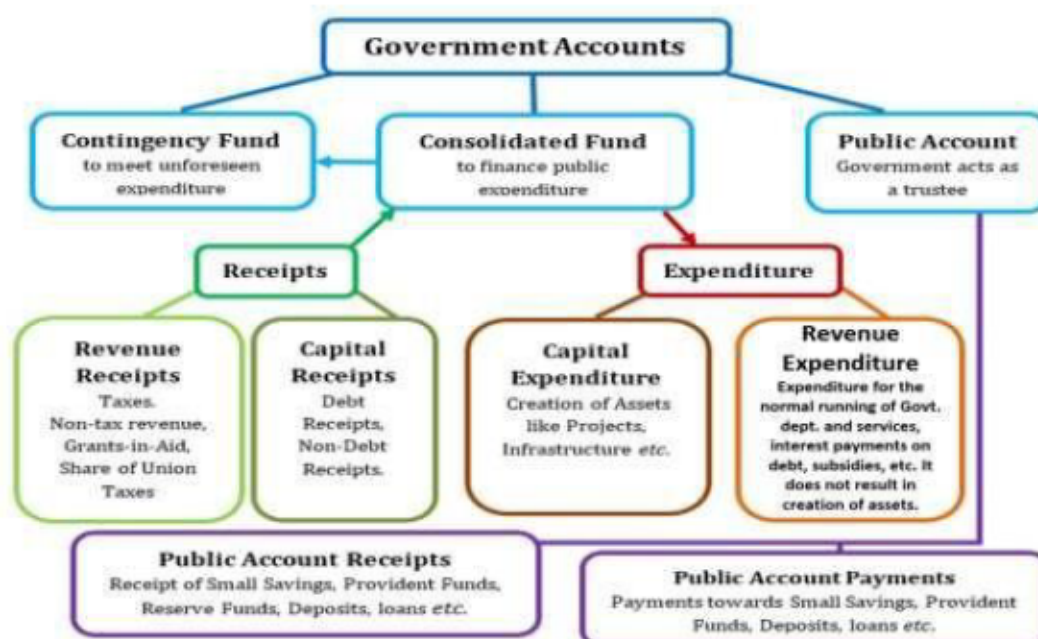 Government Accounts
Contingency Fund
to meet unforeseen
expenditure
Consolidated Fund
to finance public
expenditure
Public Account
Government acts as
a trustee
Receipts
Expenditure
Revenue
Receipts
Taxes.
Non-tax revenue,
Grants-in-Aid,
Share of Union
Taxes
Capital
Receipts
Debt
Receipts,
Non-Debt
Receipts.
Capital
Expenditure
Creation of Assets
like Projects,
Infrastructure etc.
Revenue
Expenditure
Expenditure for the
normal running of Govt.
dept. and services,
interest payments on
debt, subsidies, etc. It
does not result in
creation of assets.
Public Account Receipts
Receipt of Small Savings, Provident Funds,
Reserve Funds, Deposits, loans etc.
Public Account Payments
Payments towards Small Savings, Provident
Funds, Deposits, loans etc.